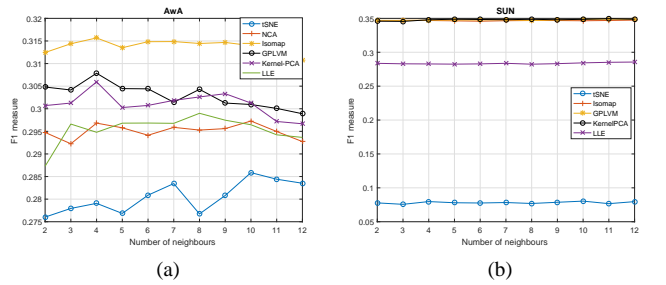 AwA
0.32
0.315
0.31
0.305
0.3
0.295
0.29
0.285
0.28
0.275
F1 measure
2 3 4 5 6 7 8 9 10 11 12
Number of neighbours
tSNE
NCA
Isomap
GPLVM
Kernel-PCA
LLE
(a)
SUN
0.35
0.3
0.25
0.2
0.15
0.1
0.05
F1 measure
2 3 4 5 6 7 8 9 10 11 12
Number of neighbours
tSNE
Isomap
GPLVM
KernelPCA
LLE
(b)